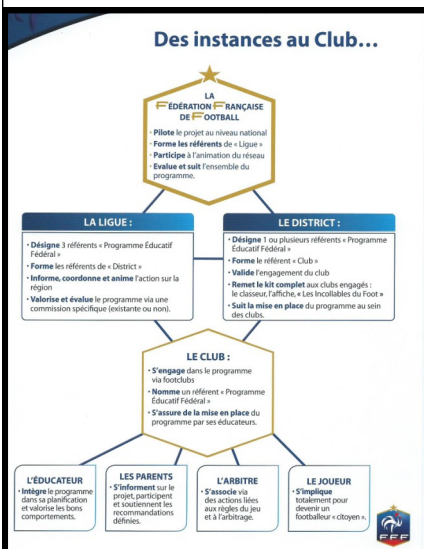 Des instances au Club...
LA
FÉDÉRATION FRANÇAISE
DE FOOTBALL
• Pilote le projet au niveau national
• Forme les référents de « Ligue »
• Participe à l'animation du réseau
• Evalue et suit l'ensemble du
programme.
LA LIGUE :
• Désigne 3 référents « Programme Éducatif
Fédéral »
• Forme les référents de « District »
• Informe, coordonne et anime l'action sur la
région
• Valorise et évalue le programme via une
commission spécifique (existante ou non).
LE DISTRICT :
• Désigne 1 ou plusieurs référents « Programme
Éducatif Fédéral »
• Forme le référent « Club »
• Valide l'engagement du club
• Remet le kit complet aux clubs engagés :
le classeur, l'affiche, « Les Incollables du Foot »
• Suit la mise en place du programme au sein
des clubs.
LE CLUB :
• S'engage dans le programme
via footclubs
• Nomme un référent « Programme
Éducatif Fédéral »
• S'assure de la mise en place du
programme par ses éducateurs.
L'ÉDUCATEUR
• Intègre le programme
dans sa planification
et valorise les bons
comportements.
LES PARENTS
• S'informent sur le
projet, participent
et soutiennent les
recommandations
définies.
L'ARBITRE
• S'associe via
des actions liées
aux règles du jeu
et à l'arbitrage.
LE JOUEUR
• S'implique
totalement pour
devenir un
footballeur « citoyen ».
FFF